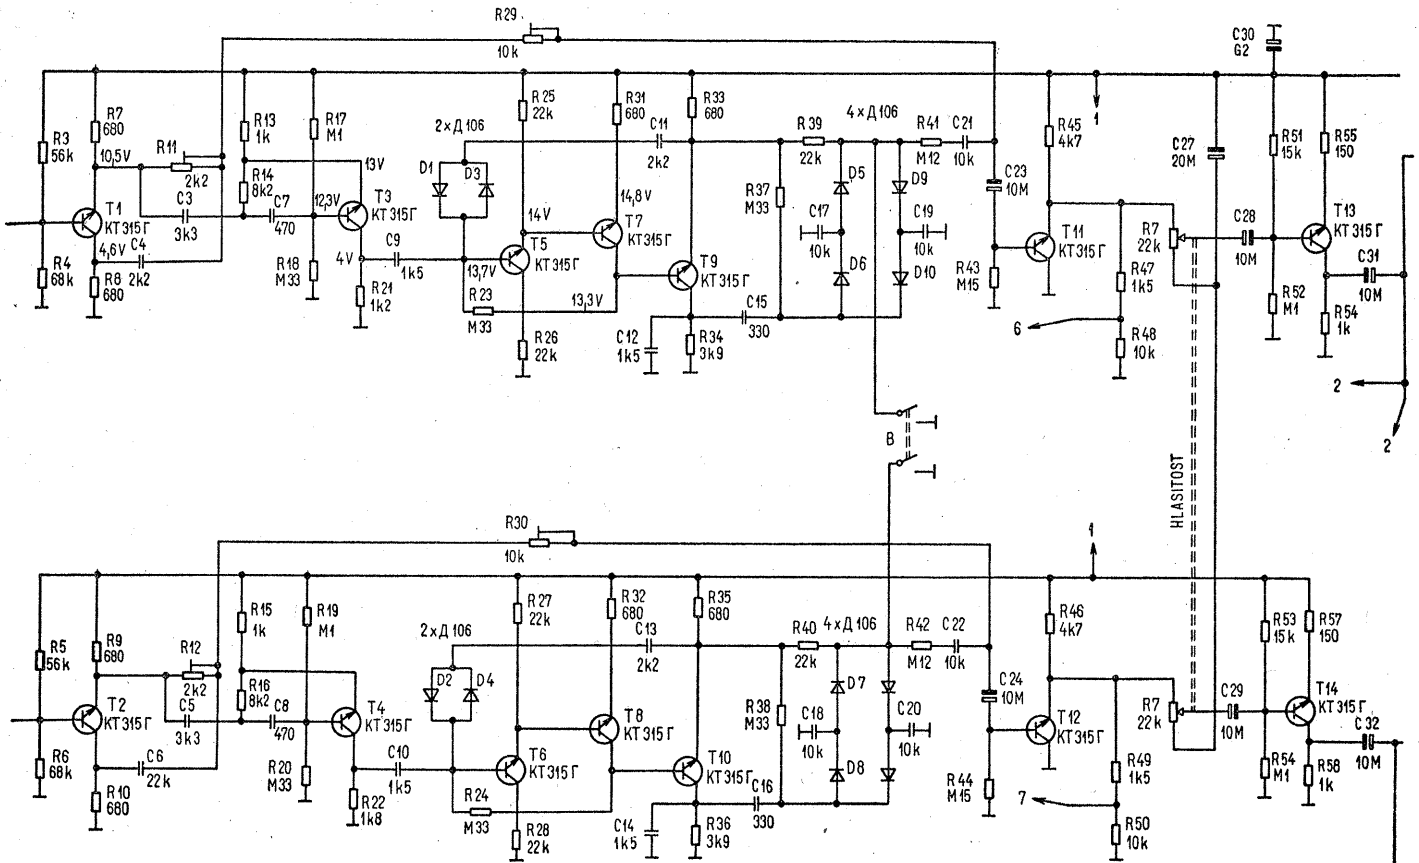 R29
10k
C30
G2
R3
56k
R7
680
10,5V
R11
2k2
R13
1k
R17
M1
R14
8k2
13V
12,3V
C3
3k3
C7
470
T1
КТ315Г
4,6V
C4
2k2
R4
68k
R8
680
R18
M33
T3
КТ315Г
4V
R21
1k2
C9
1k5
2xД106
D1
D3
R25
22k
14V
13,7V
T5
КТ315Г
R23
M33
R26
22k
R31
680
14,8V
T7
КТ315Г
13,3V
C11
2k2
R33
680
T9
КТ315Г
C12
1k5
R34
3k9
C15
330
R37
M33
R39
22k
4xД106
D5
D9
C17
10k
C19
10k
D6
D10
R41
M12
C21
10k
C23
10M
R43
M15
R45
4k7
T11
КТ315Г
1
R47
1k5
6
R48
10k
R7
22k
C27
20M
C28
10M
R51
15k
R52
M1
R55
150
T13
КТ315Г
C31
10M
R54
1k
2
2
B
HLASITOST
R30
10k
1
R5
56k
R9
680
R12
2k2
R15
1k
R19
M1
R16
8k2
C5
3k3
C8
470
T2
КТ315Г
C6
22k
R6
68k
R10
680
R20
M33
T4
КТ315Г
R22
1k8
C10
1k5
2xД106
D2
D4
R27
22k
T6
КТ315Г
R24
M33
R28
22k
R32
680
T8
КТ315Г
C13
2k2
R35
680
T10
КТ315Г
C14
1k5
R36
3k9
C16
330
R38
M33
R40
22k
4xД106
D7
C18
10k
C20
10k
D8
R42
M12
C22
10k
C24
10M
R44
M15
R46
4k7
T12
КТ315Г
R49
1k5
7
R50
10k
R7
22k
C29
10M
R53
15k
R54
M1
R57
150
T14
КТ315Г
C32
10M
R58
1k